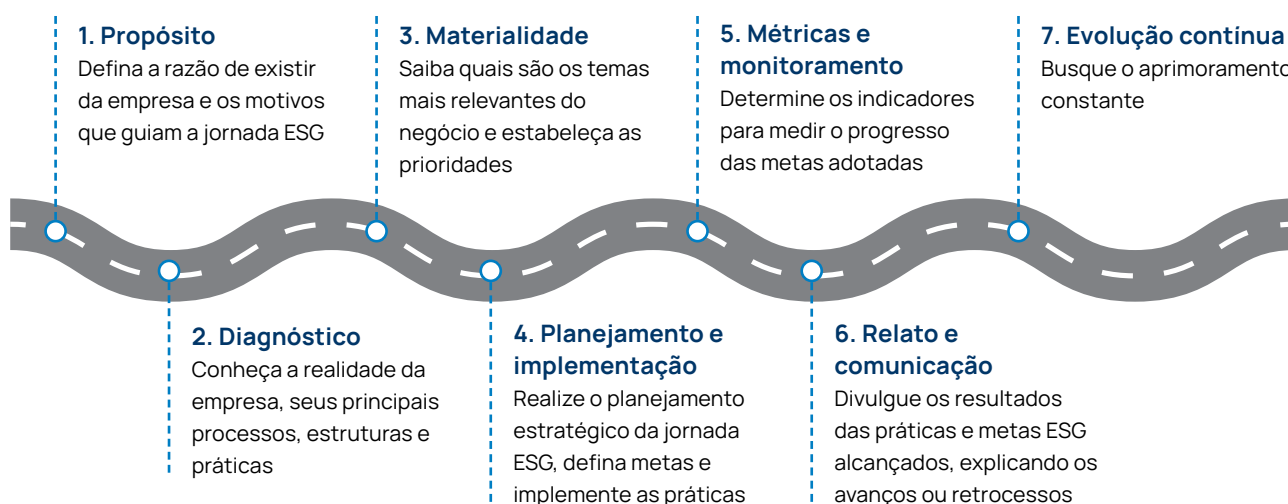 1. Propósito
Defina a razão de existir
da empresa e os motivos
que guiam a jornada ESG
2. Diagnóstico
Conheça a realidade da
empresa, seus principais
processos, estruturas e
práticas
3. Materialidade
Saiba quais são os temas
mais relevantes do
negócio e estabeleça as
prioridades
4. Planejamento e
implementação
Realize o planejamento
estratégico da jornada
ESG, defina metas e
implemente as práticas
5. Métricas e
monitoramento
Determine os indicadores
para medir o progresso
das metas adotadas
6. Relato e
comunicação
Divulgue os resultados
das práticas e metas ESG
alcançados, explicando os
avanços ou retrocessos
7. Evolução contínua
Busque o aprimoramento
constante